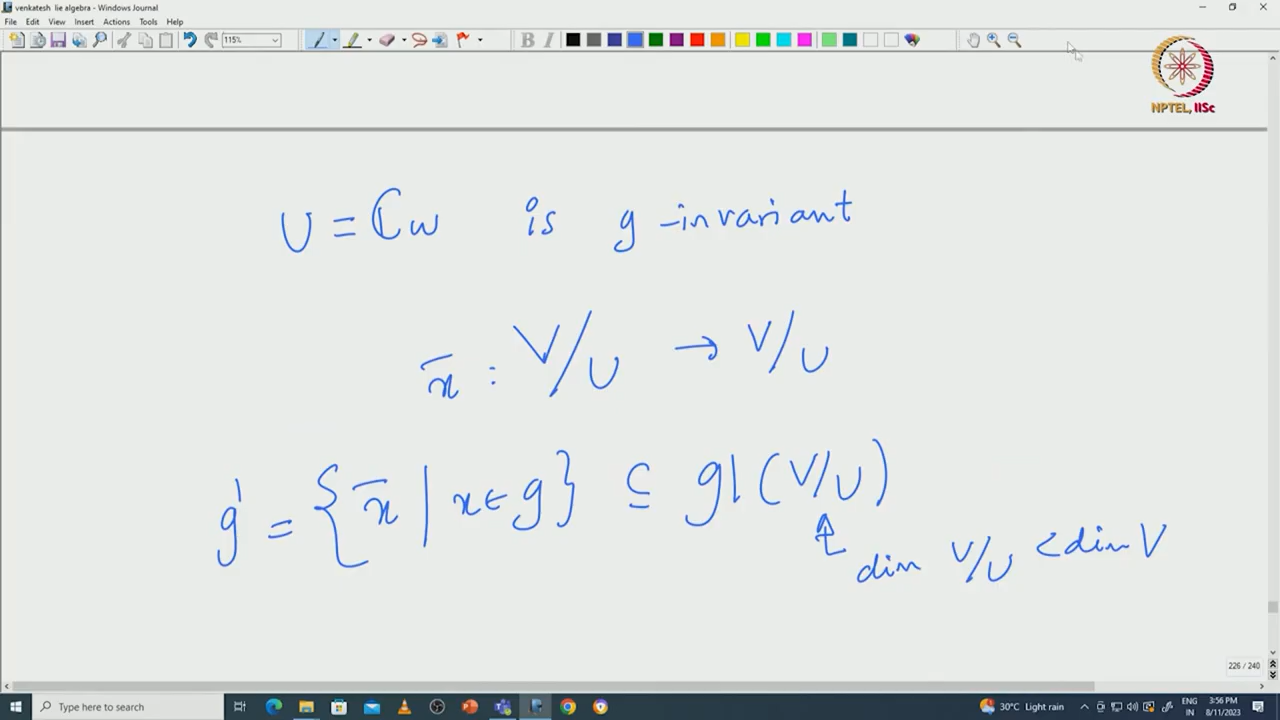 venkatesh lie algebra - Windows Journal
File Edit View Insert Actions Tools Help
115%
NPTEL, IISc
U = ℂw is g-invariant
x̄ : V/U → V/U
g' = { x̄ | x ∈ g } ⊆ gl (V/U)
dim V/U < dim V
226 / 240
Type here to search
30°C Light rain
ENG
IN
3:56 PM
8/11/2023